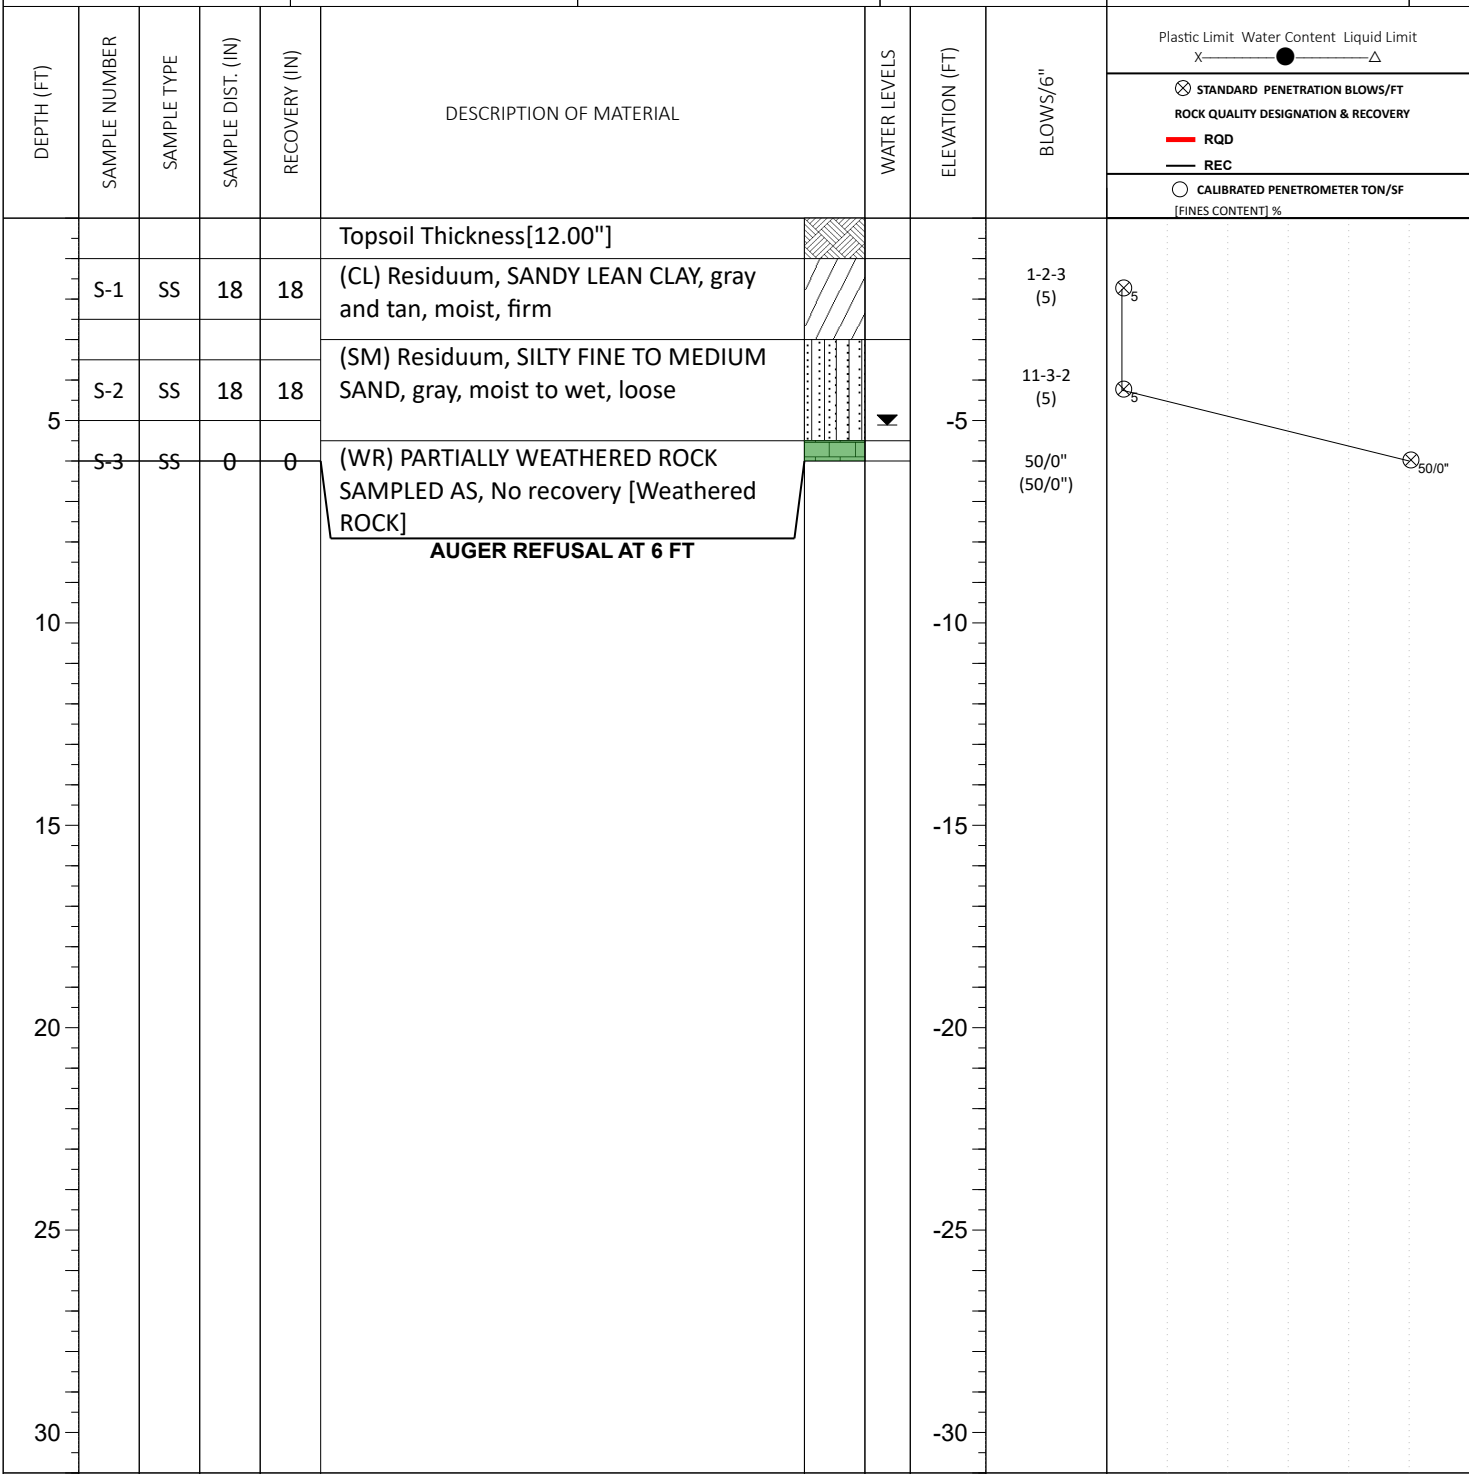 DEPTH (FT)
SAMPLE NUMBER
SAMPLE TYPE
SAMPLE DIST. (IN)
RECOVERY (IN)
DESCRIPTION OF MATERIAL
WATER LEVELS
ELEVATION (FT)
BLOWS/6"
Plastic Limit Water Content Liquid Limit
X
STANDARD PENETRATION BLOWS/FT
ROCK QUALITY DESIGNATION & RECOVERY
RQD
REC
CALIBRATED PENETROMETER TON/SF
[FINES CONTENT] %
Topsoil Thickness[12.00"]
S-1 SS 18 18
(CL) Residuum, SANDY LEAN CLAY, gray
and tan, moist, firm
1-2-3
(5)
5
S-2 SS 18 18
(SM) Residuum, SILTY FINE TO MEDIUM
SAND, gray, moist to wet, loose
11-3-2
(5)
5
5 -5
S-3 SS 0 0
(WR) PARTIALLY WEATHERED ROCK
SAMPLED AS, No recovery [Weathered
ROCK]
50/0"
(50/0")
50/0"
AUGER REFUSAL AT 6 FT
10 -10
15 -15
20 -20
25 -25
30 -30